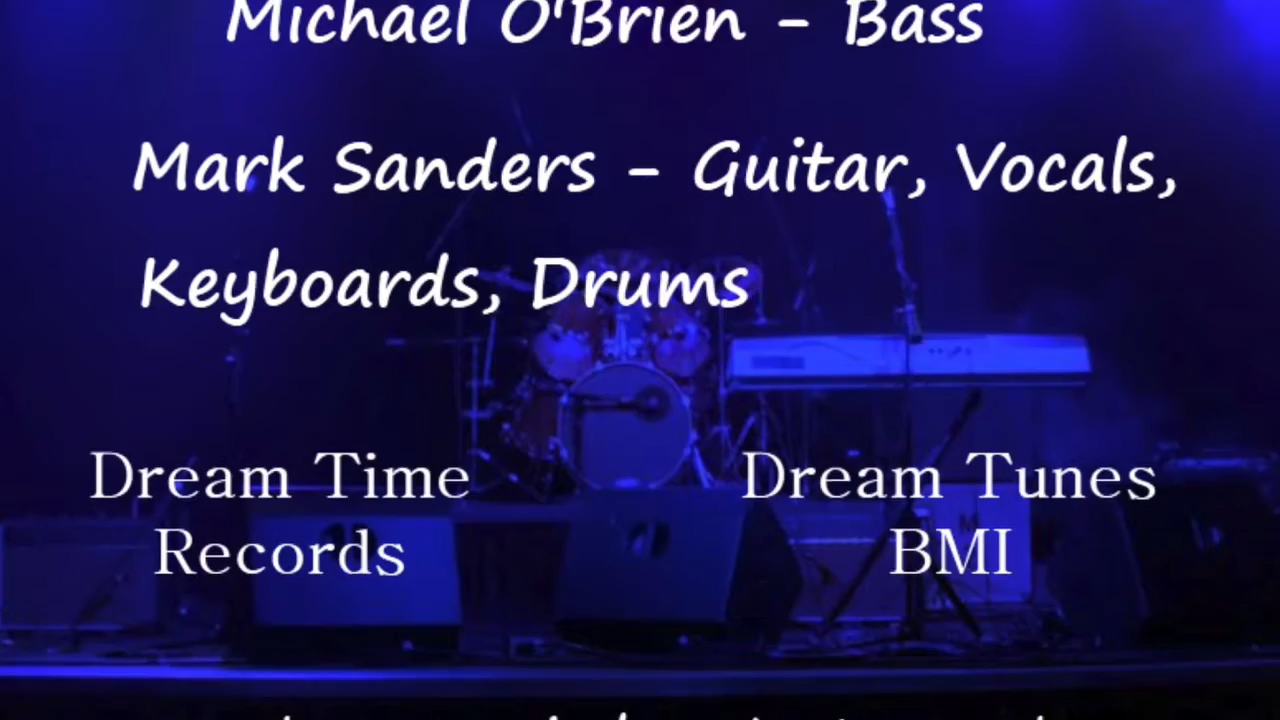 Michael O'Brien - Bass
Mark Sanders - Guitar, Vocals,
Keyboards, Drums
Dream Time
Records
Dream Tunes
BMI